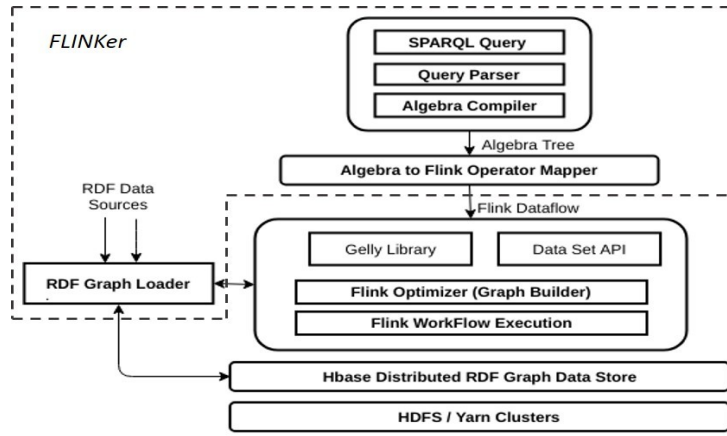 FLINKer
SPARQL Query
Query Parser
Algebra Compiler
Algebra Tree
Algebra to Flink Operator Mapper
RDF Data
Sources
Flink Dataflow
Gelly Library
Data Set API
RDF Graph Loader
Flink Optimizer (Graph Builder)
Flink WorkFlow Execution
Hbase Distributed RDF Graph Data Store
HDFS / Yarn Clusters